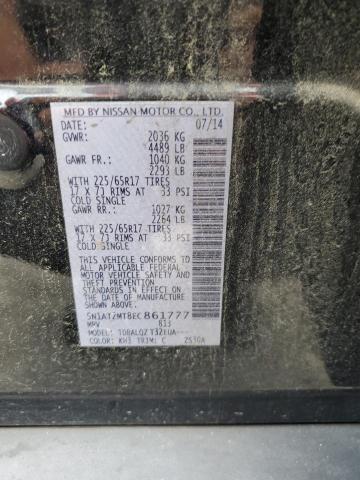 MFD BY NISSAN MOTOR CO., LTD.
DATE: 07/14
GVWR: 2036 KG
4489 LB
GAWR FR: 1040 KG
2293 LB
WITH 225/65R17 TIRES
17 X 7J RIMS AT 33 PSI
COLD SINGLE
GAWR RR: 1027 KG
2264 LB
WITH 225/65R17 TIRES
17 X 7J RIMS AT 33 PSI
COLD SINGLE
THIS VEHICLE CONFORMS TO
ALL APPLICABLE FEDERAL
MOTOR VEHICLE SAFETY
AND THEFT PREVENTION
STANDARDS IN EFFECT ON
THE DATE OF MANUFACTURE
SHOWN ABOVE.
5N1AT2MT8EC861777
MPV 813
MODEL:
COLOR: KH3 TRIM: C